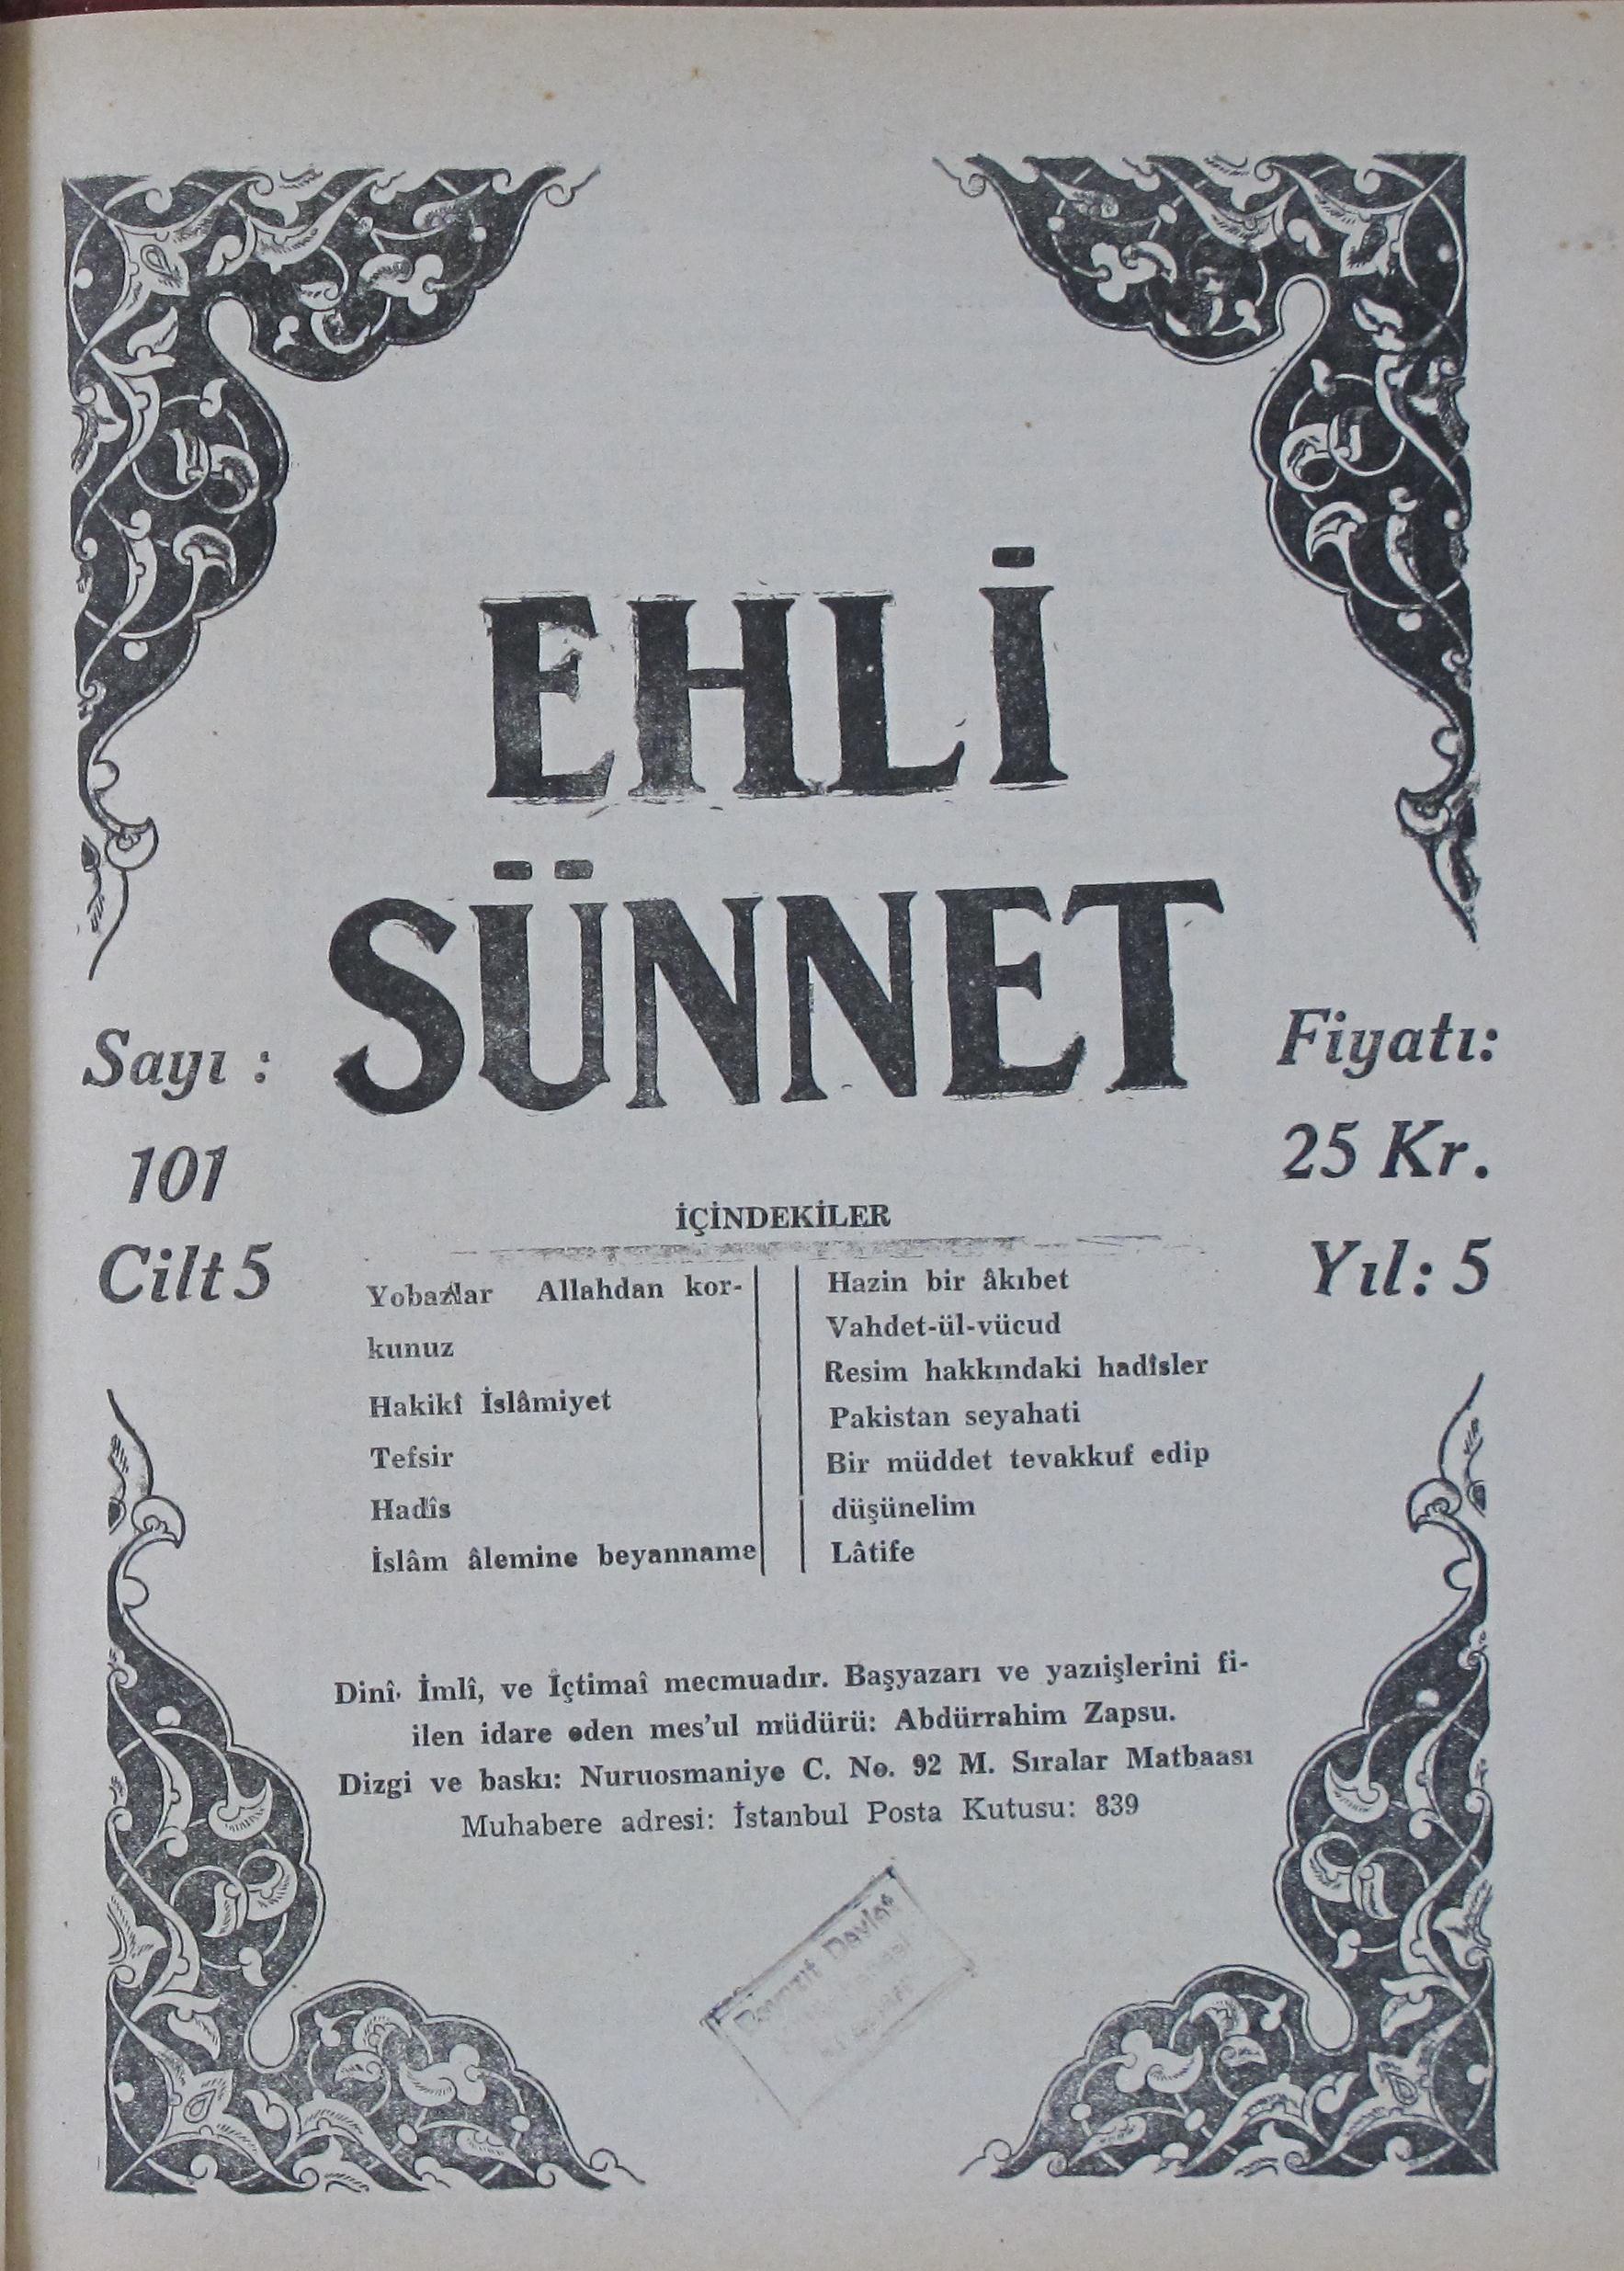 EHLİ
SÜNNET
Sayı :
101
Cilt 5
Fiyatı:
25 Kr.
Yıl: 5
İÇİNDEKİLER
Yobazlar Allahdan kor-
kunuz
Hakikî İslâmiyet
Tefsir
Hadîs
İslâm âlemine beyanname
Hazin bir âkıbet
Vahdet-ül-vücud
Resim hakkındaki hadîsler
Pakistan seyahati
Bir müddet tevakkuf edip
düşünelim
Lâtife
Dinî, İmlî, ve İçtimaî mecmuadır. Başyazarı ve yazıişlerini fi-
ilen idare eden mes'ul müdürü: Abdürrahim Zapsu.
Dizgi ve baskı: Nuruosmaniye C. No. 92 M. Sıralar Matbaası
Muhabere adresi: İstanbul Posta Kutusu: 839